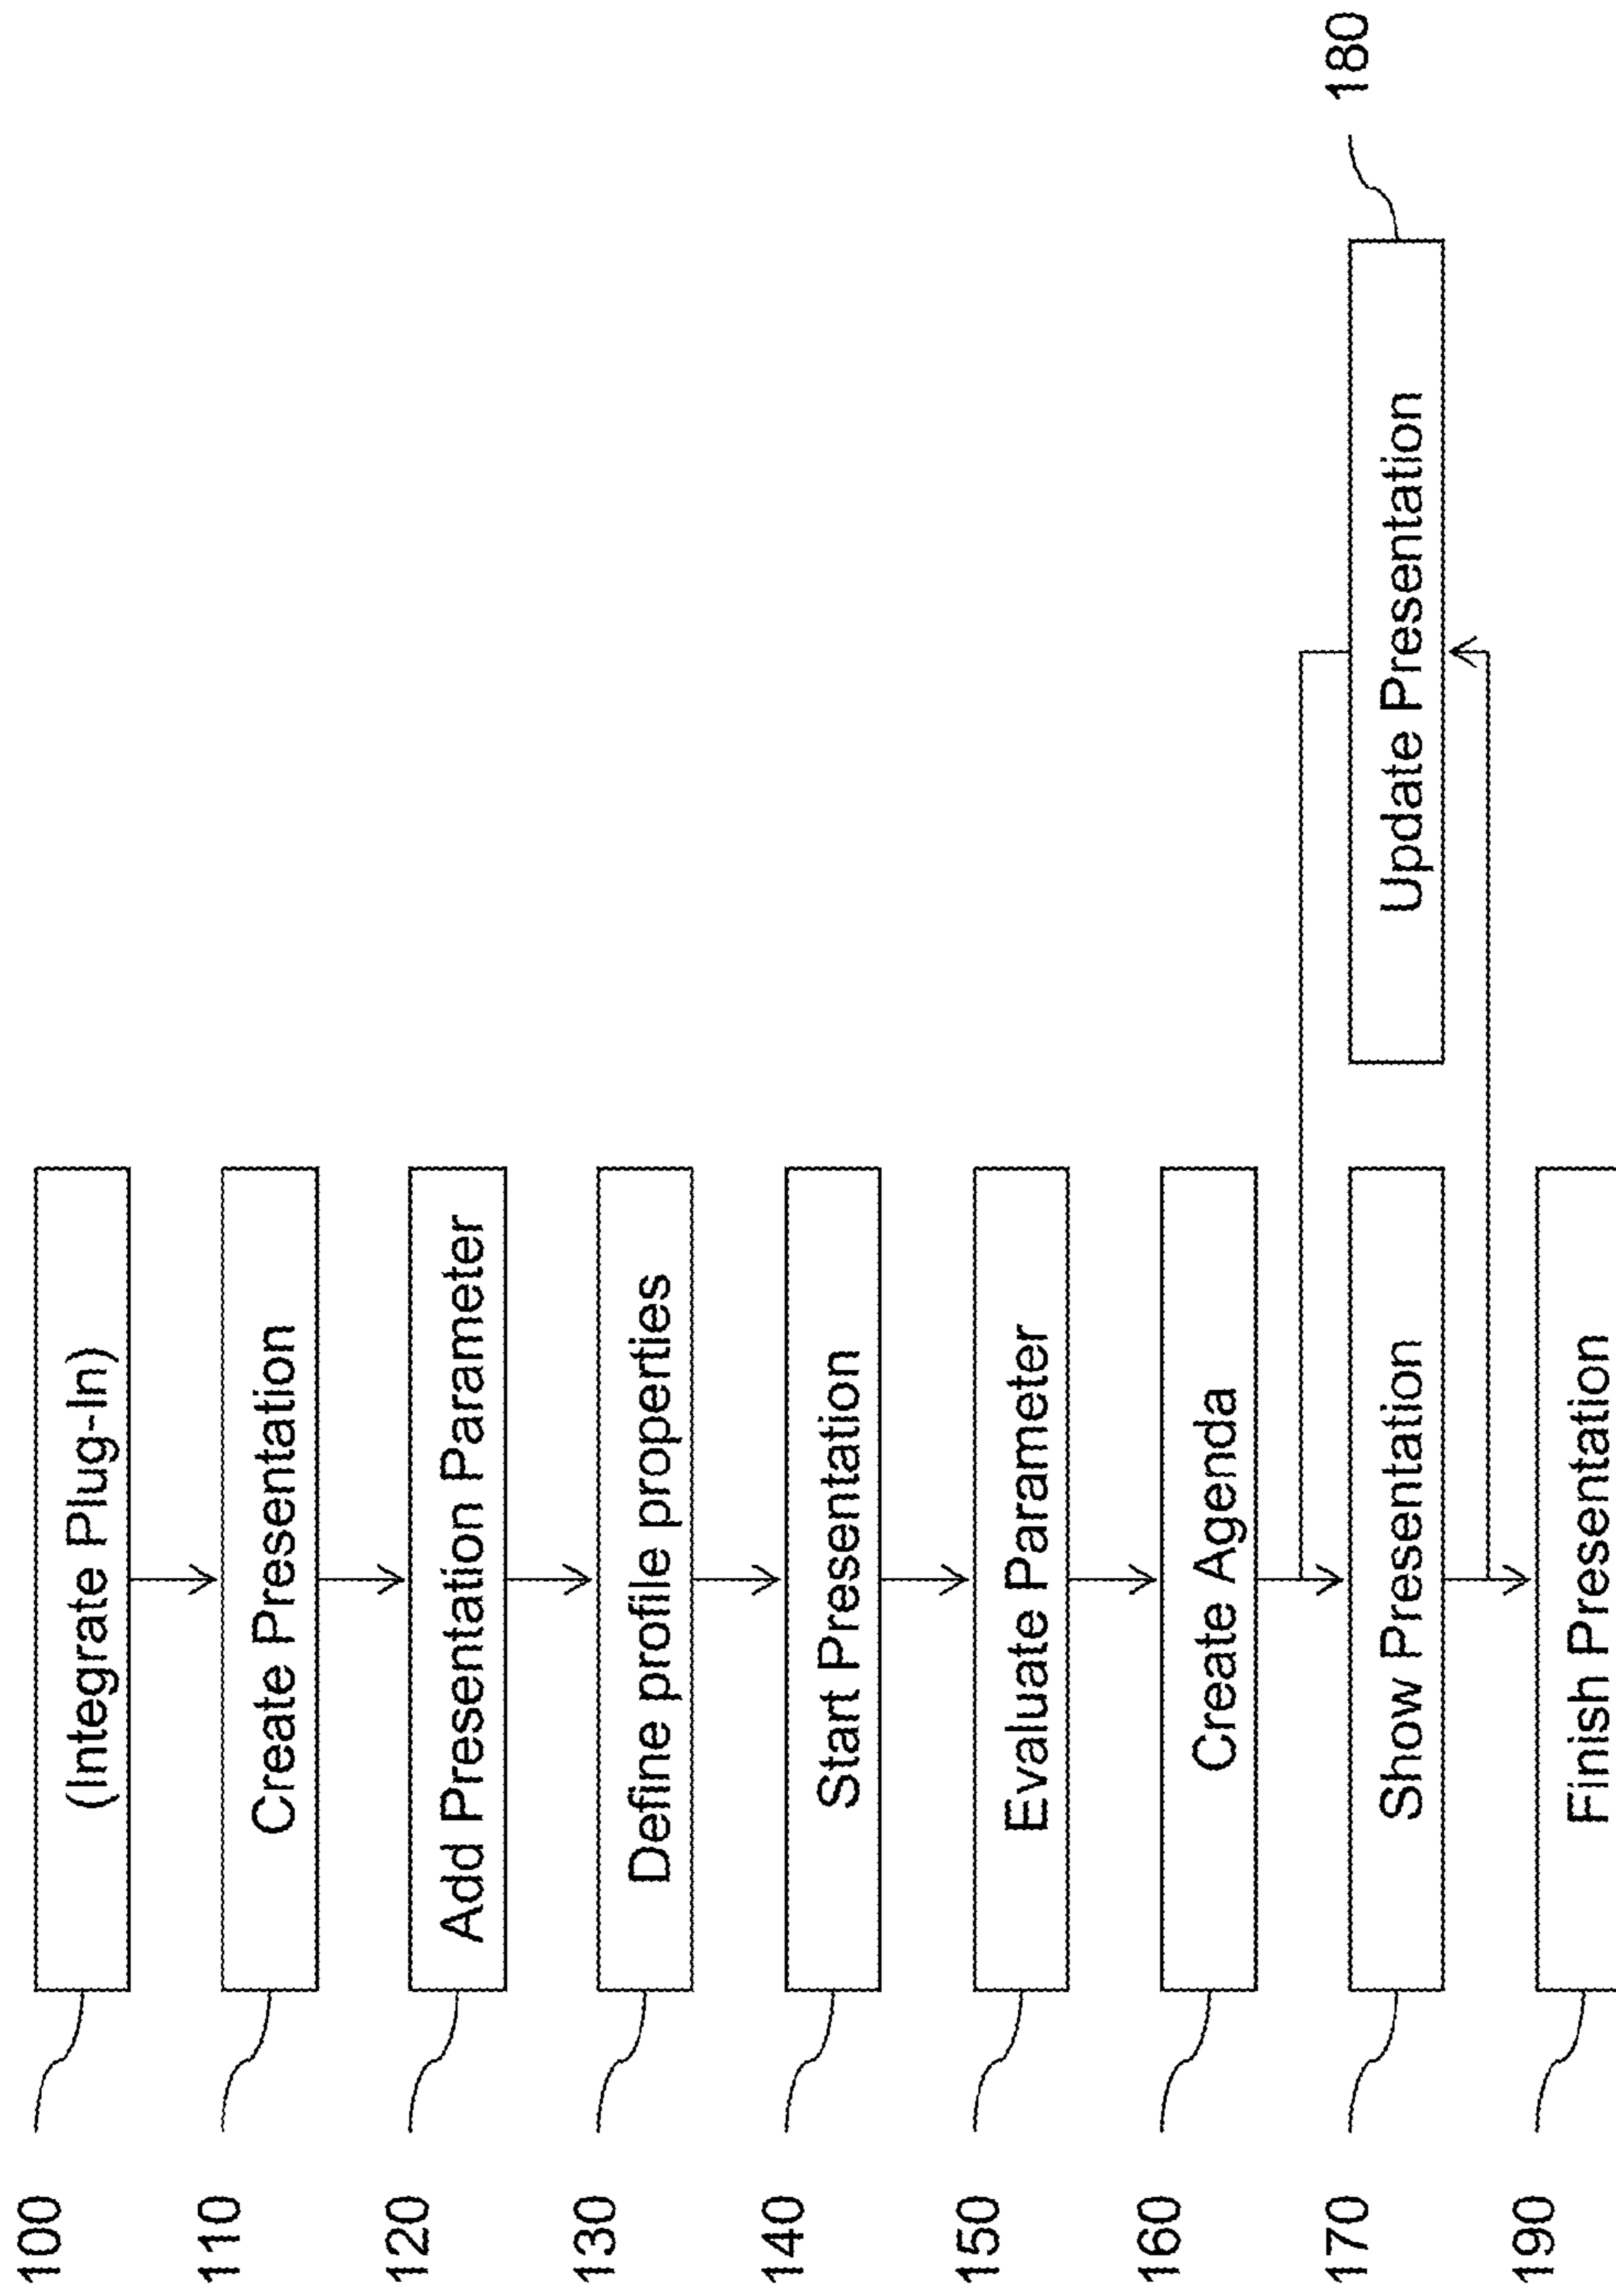 100 (Integrate Plug-In)
110 Create Presentation
120 Add Presentation Parameter
130 Define profile properties
140 Start Presentation
150 Evaluate Parameter
160 Create Agenda
170 Show Presentation
Update Presentation 180
190 Finish Presentation